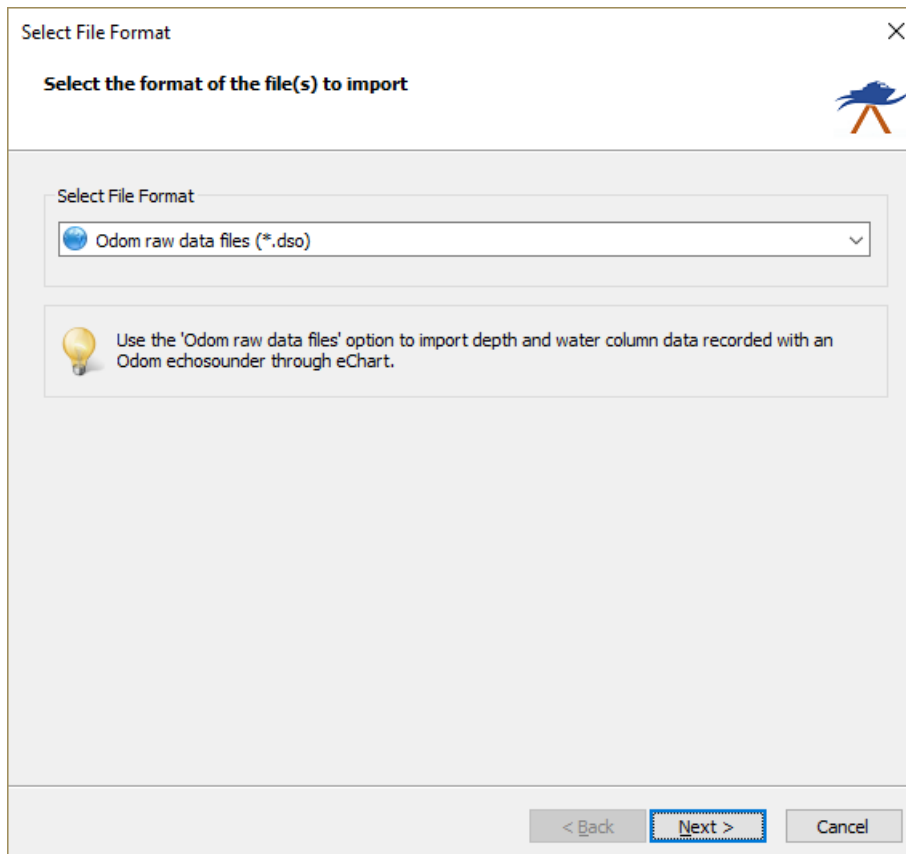 Select File Format
Select the format of the file(s) to import
Select File Format
Odom raw data files (*.dso)
Use the 'Odom raw data files' option to import depth and water column data recorded with an
Odom echosounder through eChart.
< Back
Next >
Cancel